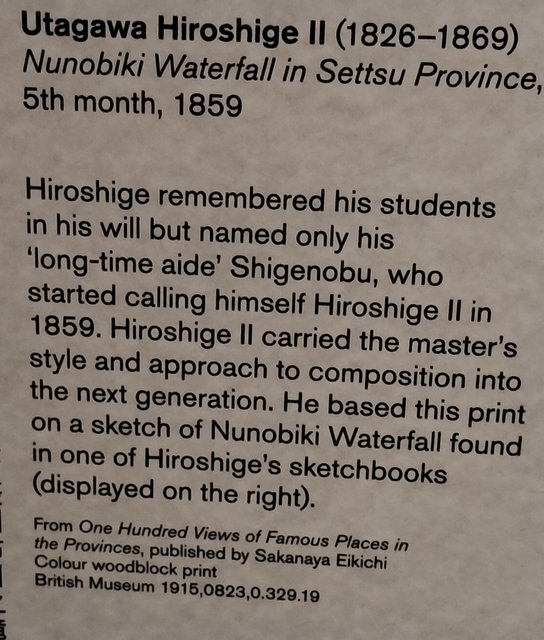 Utagawa Hiroshige II (1826–1869)
Nunobiki Waterfall in Settsu Province,
5th month, 1859
Hiroshige remembered his students
in his will but named only his
‘long-time aide’ Shigenobu, who
started calling himself Hiroshige II in
1859. Hiroshige II carried the master’s
style and approach to composition into
the next generation. He based this print
on a sketch of Nunobiki Waterfall found
in one of Hiroshige’s sketchbooks
(displayed on the right).
From One Hundred Views of Famous Places in
the Provinces, published by Sakanaya Eikichi
Colour woodblock print
British Museum 1915,0823,0.329.19